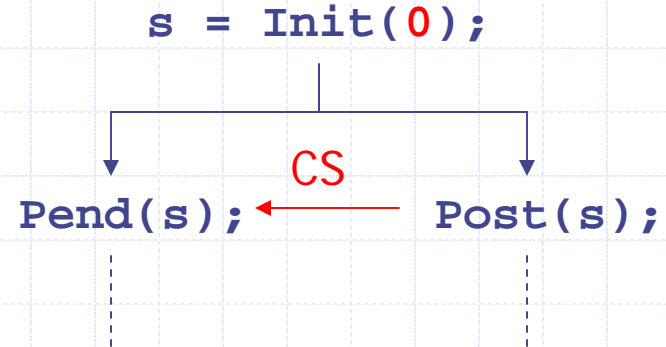 s = Init(0);
CS
Pend(s);
Post(s);